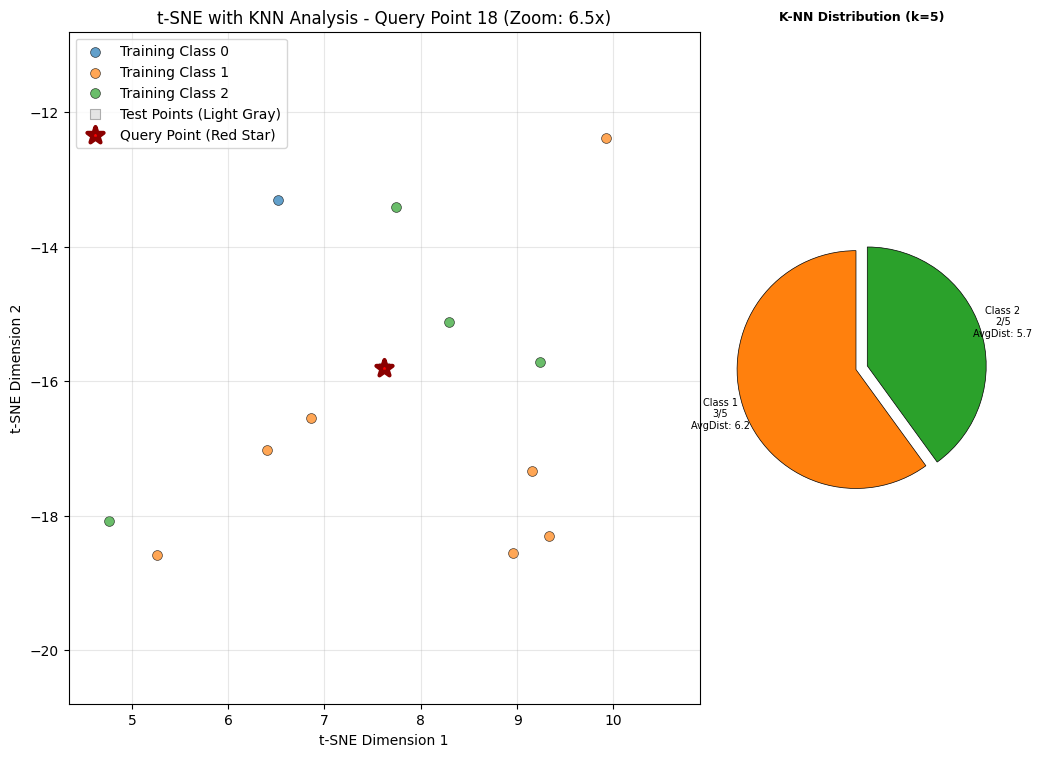 t-SNE with KNN Analysis - Query Point 18 (Zoom: 6.5x)
Training Class 0
Training Class 1
Training Class 2
Test Points (Light Gray)
Query Point (Red Star)
−12
−14
−16
−18
−20
t-SNE Dimension 2
5
6
7
8
9
10
t-SNE Dimension 1
K-NN Distribution (k=5)
Class 2
2/5
AvgDist: 5.7
Class 1
3/5
AvgDist: 6.2